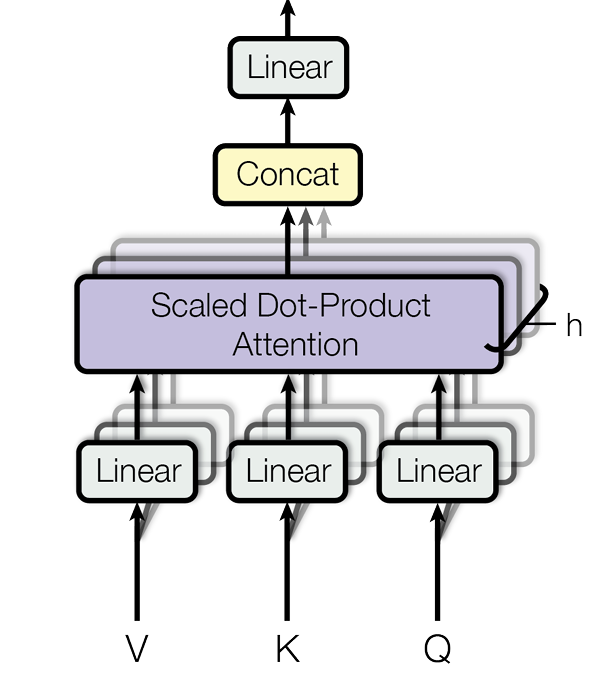 Linear
Concat
Scaled Dot-Product
Attention
h
Linear
Linear
Linear
V
K
Q